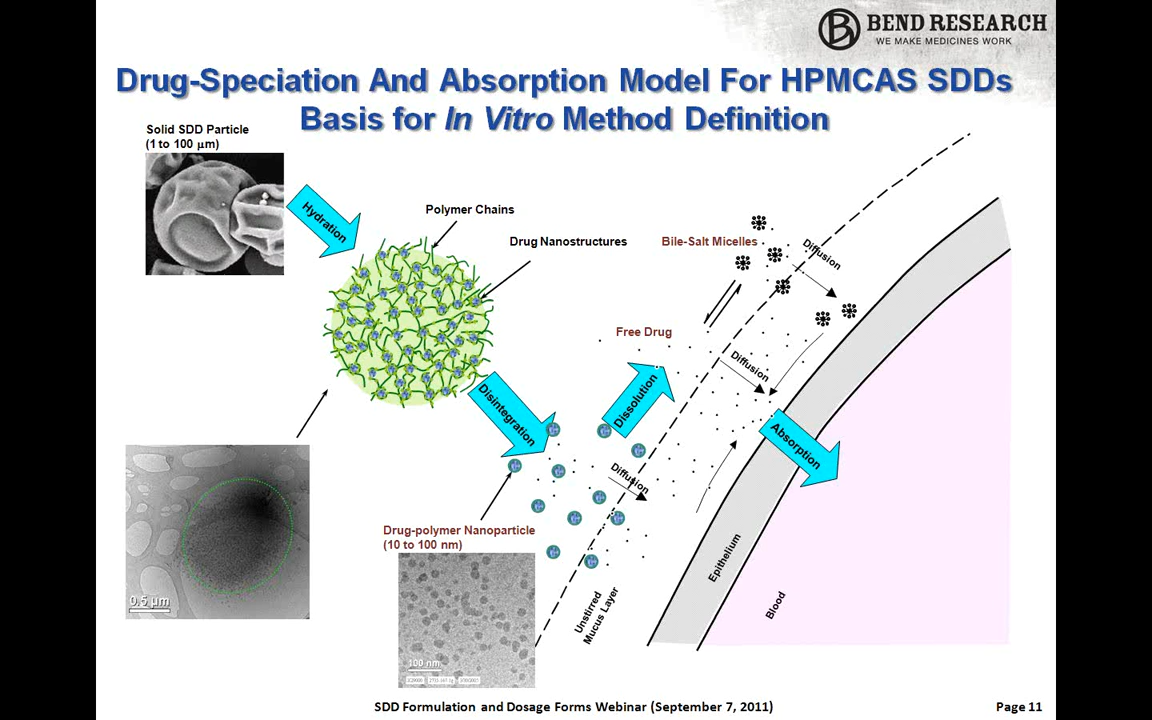 BEND RESEARCH
WE MAKE MEDICINES WORK
Drug-Speciation And Absorption Model For HPMCAS SDDs
Basis for In Vitro Method Definition
Solid SDD Particle
(1 to 100 μm)
Hydration
Polymer Chains
Drug Nanostructures
Bile-Salt Micelles
Diffusion
Free Drug
Diffusion
Disintegration
Dissolution
Absorption
Diffusion
Drug-polymer Nanoparticle
(10 to 100 nm)
0.5 μm
100 nm
Unstirred
Mucus Layer
Epithelium
Blood
SDD Formulation and Dosage Forms Webinar (September 7, 2011)
Page 11